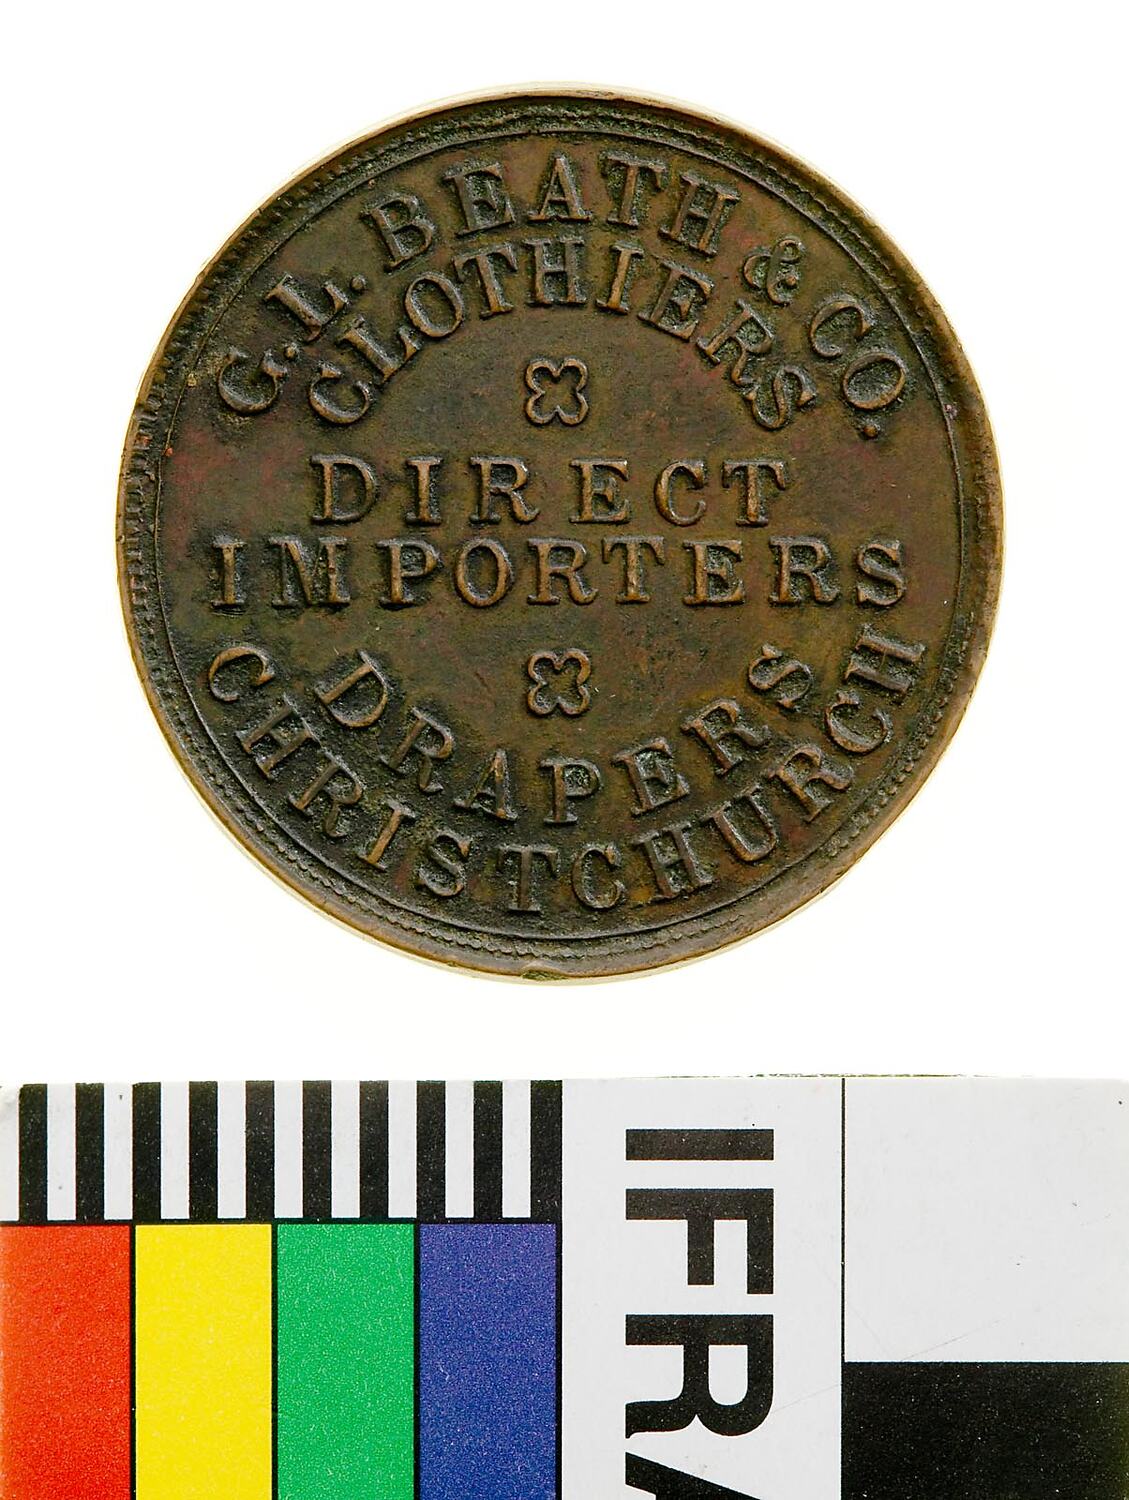 G. L. BEATH & CO.
CLOTHIERS
DIRECT
IMPORTERS
DRAPERS
CHRISTCHURCH
IFRA